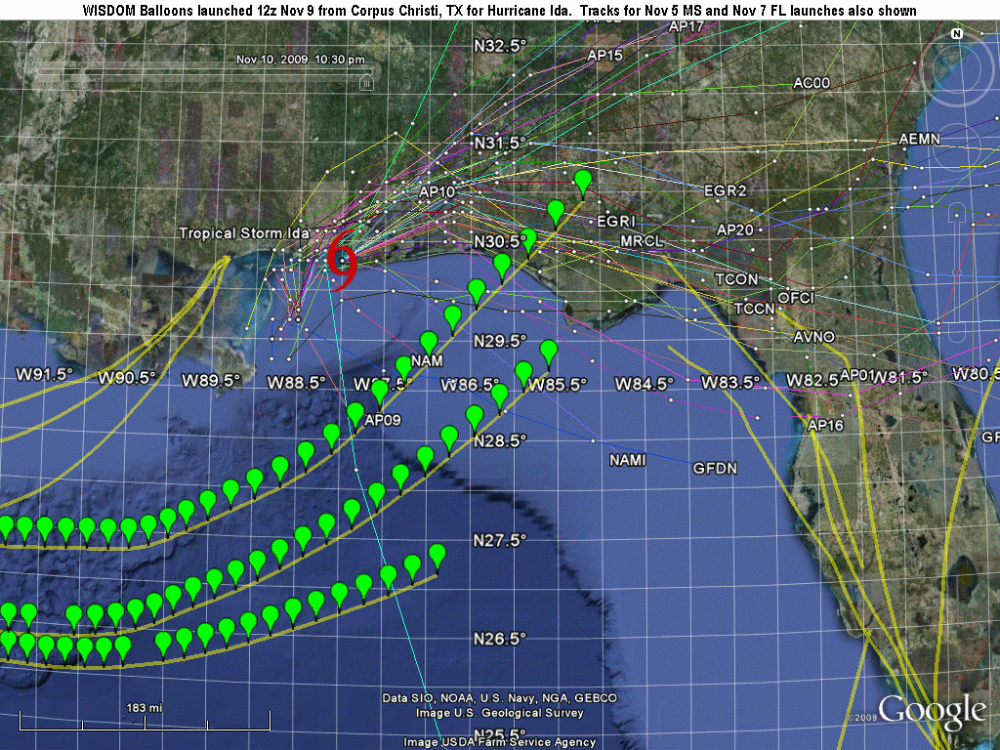 WISDOM Balloons launched 12z Nov 9 from Corpus Christi, TX for Hurricane Ida. Tracks for Nov 5 MS and Nov 7 FL launches also shown
AP17
N32.5°
N
AP15
Nov 10, 2009 10:30 pm
AC00
N31.5°
AEMN
AP10
EGR2
EGRI
AP20
Tropical Storm Ida
N30.5°
MRCL
TCON
OFCI
TCCN
N29.5°
AVNO
NAM
W91.5° W90.5° W89.5° W88.5° W86.5° W85.5° W84.5° W83.5° W82.5° AP01 W81.5° W80.5
AP09
AP16
N28.5°
NAMI
GFDN
N27.5°
N26.5°
183 mi
Data SIO, NOAA, U.S. Navy, NGA, GEBCO
Image U.S. Geological Survey
©2009 Google
N25.5°
Image USDA Farm Service Agency